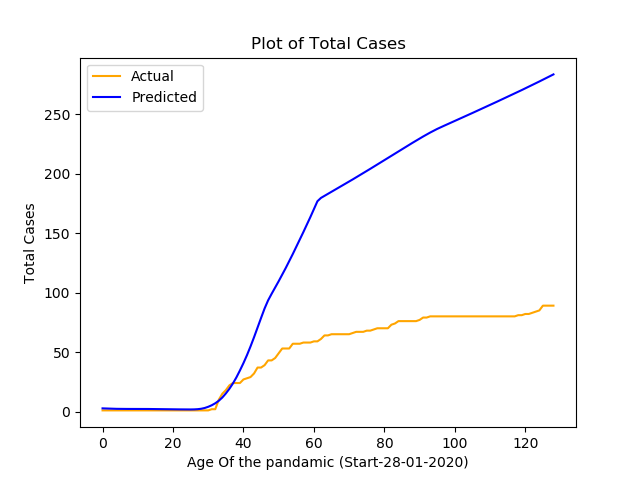 Plot of Total Cases
Actual
Predicted
250
200
150
100
50
0
Total Cases
0 20 40 60 80 100 120
Age Of the pandamic (Start-28-01-2020)